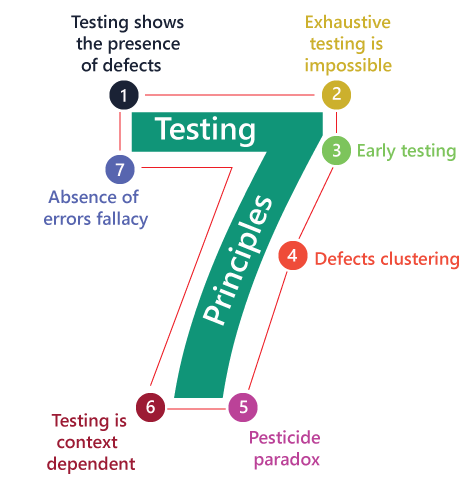 Testing shows
the presence
of defects
1
Exhaustive
testing is
impossible
2
Testing
Principles
3
Early testing
4
Defects clustering
5
Pesticide
paradox
6
Testing is
context
dependent
7
Absence of
errors fallacy